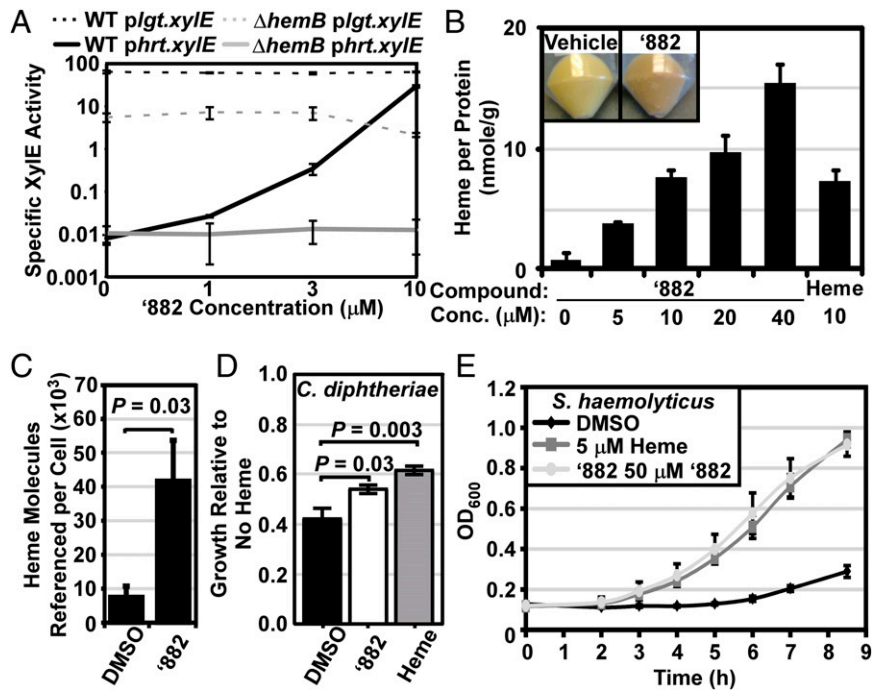 A
WT plgt.xylE ΔhemB plgt.xylE
WT phrt.xylE ΔhemB phrt.xylE
Specific XylE Activity
100
10
1
0.1
0.01
0.001
0 1 3 10
‘882 Concentration (μM)
B
Vehicle ‘882
Heme per Protein
(nmole/g)
20
10
0
Compound: ‘882 Heme
Conc. (μM): 0 5 10 20 40 10
C
Heme Molecules
Referenced per Cell (x10³)
70
60
50
40
30
20
10
0
P = 0.03
DMSO ‘882
D
Growth Relative to
No Heme
1.0
0.8
0.6
0.4
0.2
0.0
C. diphtheriae
P = 0.003
P = 0.03
DMSO ‘882 Heme
E
S. haemolyticus
DMSO
5 μM Heme
‘882 50 μM ‘882
OD600
1.2
1.0
0.8
0.6
0.4
0.2
0
0 1 2 3 4 5 6 7 8 9
Time (h)